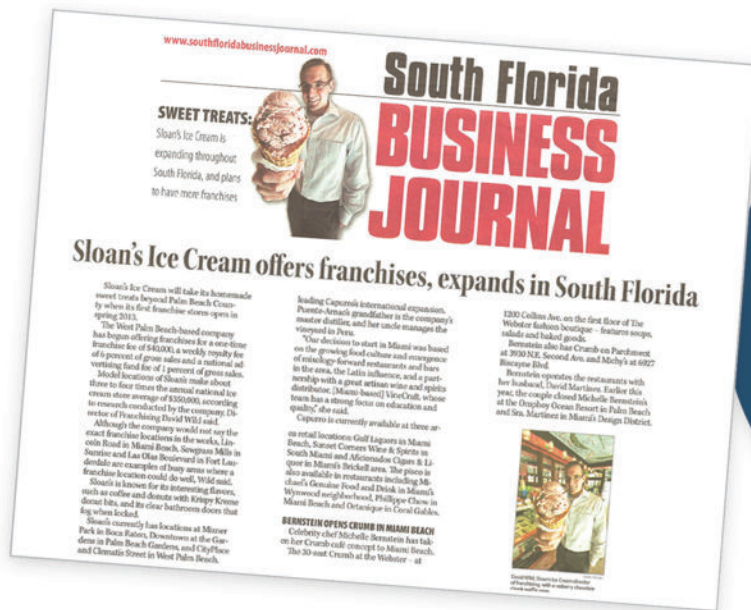 www.southfloridabusinessjournal.com
SWEET TREATS:
Sloan's Ice Cream is
expanding throughout
South Florida, and plans
to have more franchises
South Florida
BUSINESS
JOURNAL
Sloan's Ice Cream offers franchises, expands in South Florida
Sloan's Ice Cream will take its homemade
sweet treats beyond Palm Beach Coun-
ty when its first franchise stores open in
spring 2013.
The West Palm Beach-based company
has begun offering franchises for a one-time
franchise fee of $40,000, a weekly royalty fee
of 6 percent of gross sales and a national ad-
vertising fund fee of 1 percent of gross sales.
Model locations of Sloan's make about
three to four times the annual national ice
cream store average of $350,000, according
to research conducted by the company, Di-
rector of Franchising David Wild said.
Although the company would not say the
exact franchise locations in the works, Lin-
coln Road in Miami Beach, Sawgrass Mills in
Sunrise and Las Olas Boulevard in Fort Lau-
derdale are examples of busy areas where a
franchise location could do well, Wild said.
Sloan's is known for its interesting flavors,
such as coffee and donuts with Krispy Kreme
donut bits, and its clear bathroom doors that
fog when locked.
Sloan's currently has locations at Mizner
Park in Boca Raton, Downtown at the Gar-
dens in Palm Beach Gardens, and CityPlace
and Clematis Street in West Palm Beach.
leading Capurro's international expansion.
Puente-Arnao's grandfather is the company's
master distiller, and her uncle manages the
vineyard in Peru.
"Our decision to start in Miami was based
on the growing food culture and emergence
of mixology-forward restaurants and bars
in the area, the Latin influence, and a part-
nership with a great artisan wine and spirits
distributor, [Miami-based] VineCraft, whose
team has a strong focus on education and
quality," she said.
Capurro is currently available at three ar-
ea retail locations: Gulf Liquors in Miami
Beach, Sunset Corners Wine & Spirits in
South Miami and Aficionados Cigars & Li-
quor in Miami's Brickell area. The pisco is
also available in restaurants including Mi-
chael's Genuine Food and Drink in Miami's
Wynwood neighborhood, Philippe Chow in
Miami Beach and Ortanique in Coral Gables.
BERNSTEIN OPENS CRUMB IN MIAMI BEACH
Celebrity chef Michelle Bernstein has tak-
en her Crumb café concept to Miami Beach.
The 30-seat Crumb at the Webster – at
1200 Collins Ave. on the first floor of The
Webster fashion boutique – features soups,
salads and baked goods.
Bernstein also has Crumb on Parchment
at 3930 N.E. Second Ave. and Michy's at 6927
Biscayne Blvd.
Bernstein operates the restaurants with
her husband, David Martinez. Earlier this
year, the couple closed Michelle Bernstein's
at the Omphoy Ocean Resort in Palm Beach
and Sra. Martinez in Miami's Design District.
David Wild, Sloan's Ice Cream director
of franchising, with a